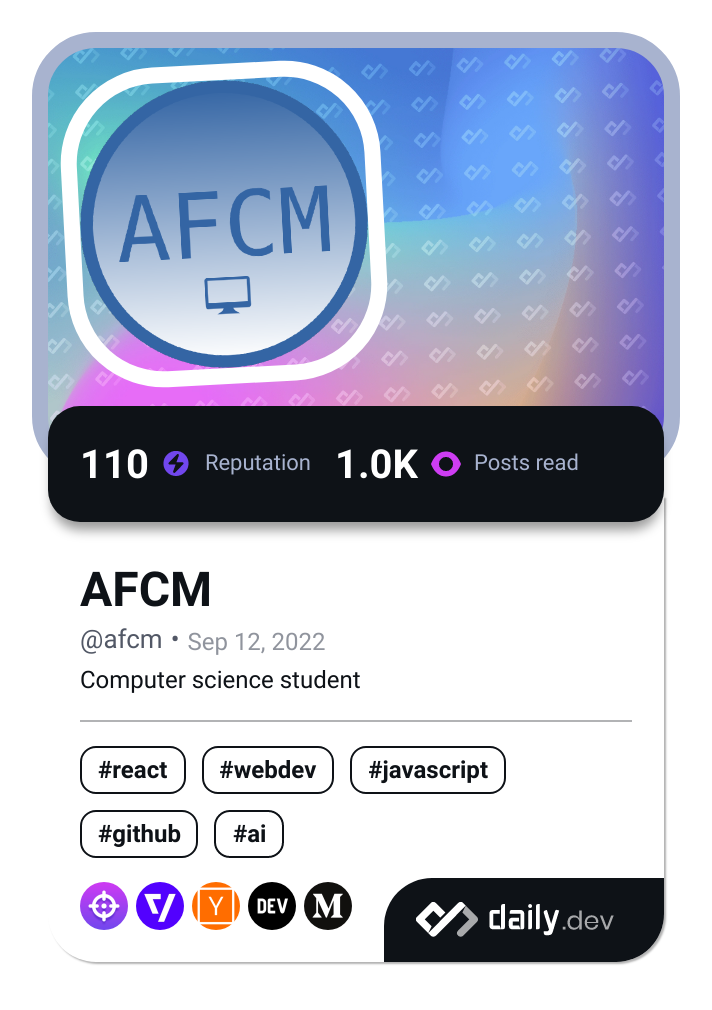 AFCM
110 Reputation 1.0K Posts read
AFCM
@afcm • Sep 12, 2022
Computer science student
#react #webdev #javascript
#github #ai
Y DEV M daily.dev